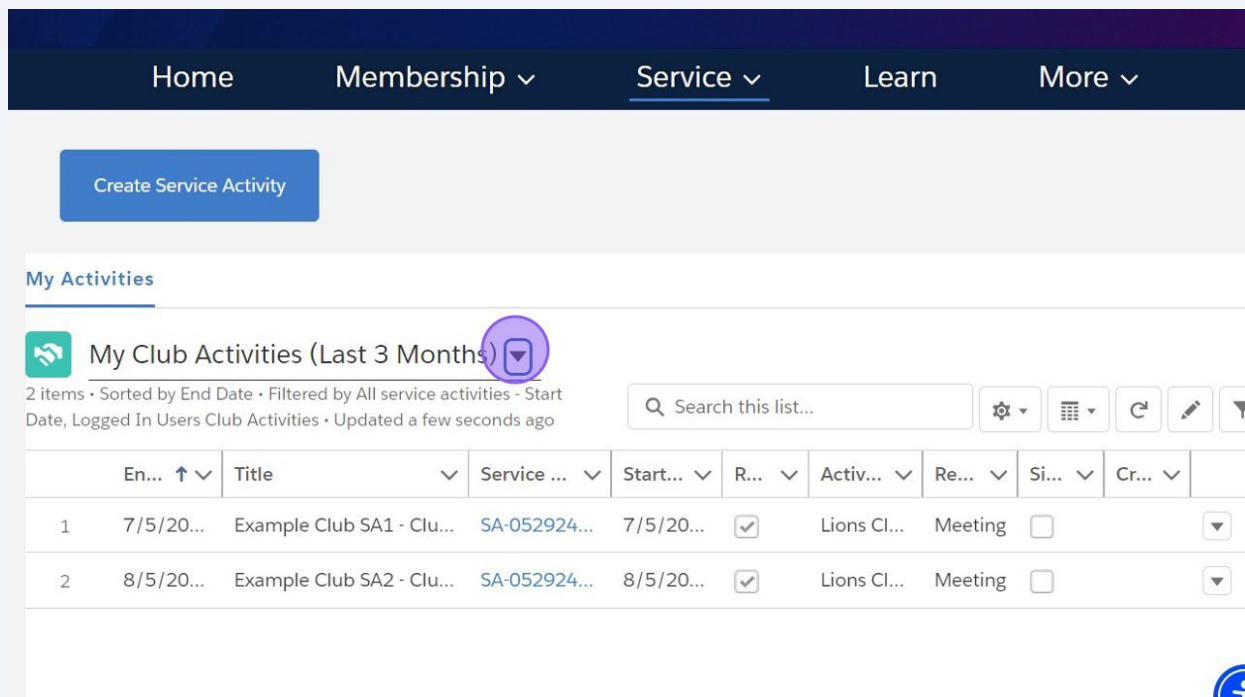 Home Membership Service Learn More
Create Service Activity
My Activities
My Club Activities (Last 3 Months)
2 items • Sorted by End Date • Filtered by All service activities - Start
Date, Logged In Users Club Activities • Updated a few seconds ago
Search this list...
En... Title Service ... Start... R... Activ... Re... Si... Cr...
1 7/5/20... Example Club SA1 - Clu... SA-052924... 7/5/20... Lions Cl... Meeting
2 8/5/20... Example Club SA2 - Clu... SA-052924... 8/5/20... Lions Cl... Meeting